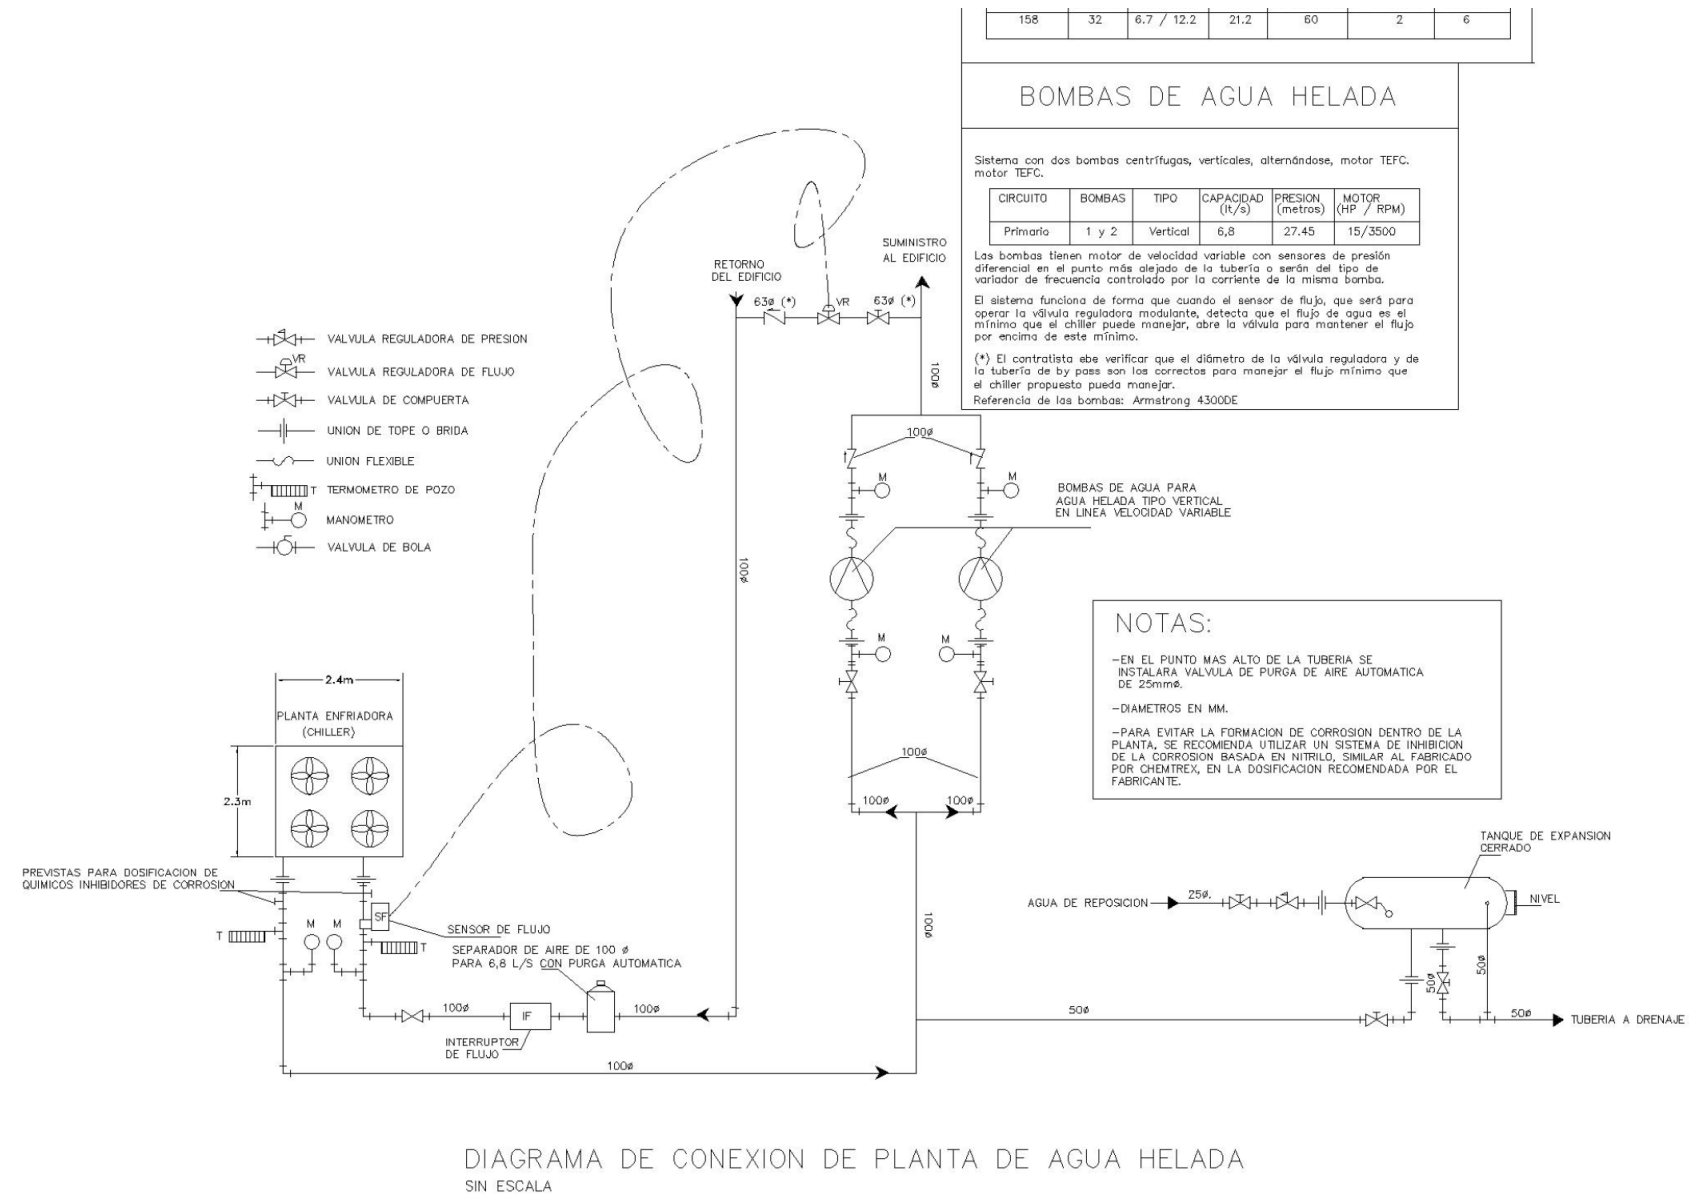 158 32 6.7 / 12.2 21.2 60 2 6
BOMBAS DE AGUA HELADA
Sistema con dos bombas centrífugas, verticales, alternándose, motor TEFC.
motor TEFC.
CIRCUITO BOMBAS TIPO CAPACIDAD (lt/s) PRESION (metros) MOTOR (HP / RPM)
Primario 1 y 2 Vertical 6,8 27.45 15/3500
Las bombas tienen motor de velocidad variable con sensores de presión
diferencial en el punto más alejado de la tubería o serán del tipo de
variador de frecuencia controlado por la corriente de la misma bomba.
El sistema funciona de forma que cuando el sensor de flujo, que será para
operar la válvula reguladora modulante, detecta que el flujo de agua es el
mínimo que el chiller puede manejar, abre la válvula para mantener el flujo
por encima de este mínimo.
(*) El contratista ebe verificar que el diámetro de la válvula reguladora y de
la tubería de by pass son los correctos para manejar el flujo mínimo que
el chiller propuesto pueda manejar.
Referencia de las bombas: Armstrong 4300DE
SUMINISTRO
AL EDIFICIO
RETORNO
DEL EDIFICIO
63ø (*)
VR
63ø (*)
100ø
100ø
VALVULA REGULADORA DE PRESION
VR
VALVULA REGULADORA DE FLUJO
VALVULA DE COMPUERTA
UNION DE TOPE O BRIDA
UNION FLEXIBLE
T TERMOMETRO DE POZO
M
MANOMETRO
VALVULA DE BOLA
M
M
BOMBAS DE AGUA PARA
AGUA HELADA TIPO VERTICAL
EN LINEA VELOCIDAD VARIABLE
100ø
M
M
NOTAS:
-EN EL PUNTO MAS ALTO DE LA TUBERIA SE
INSTALARA VALVULA DE PURGA DE AIRE AUTOMATICA
DE 25mmø.
-DIAMETROS EN MM.
-PARA EVITAR LA FORMACION DE CORROSION DENTRO DE LA
PLANTA, SE RECOMIENDA UTILIZAR UN SISTEMA DE INHIBICION
DE LA CORROSION BASADA EN NITRILO, SIMILAR AL FABRICADO
POR CHEMTREX, EN LA DOSIFICACION RECOMENDADA POR EL
FABRICANTE.
2.4m
PLANTA ENFRIADORA
(CHILLER)
2.3m
100ø
100ø
100ø
PREVISTAS PARA DOSIFICACION DE
QUIMICOS INHIBIDORES DE CORROSION
SF
M
M
T
T
SENSOR DE FLUJO
SEPARADOR DE AIRE DE 100 ø
PARA 6,8 L/S CON PURGA AUTOMATICA
100ø
IF
100ø
INTERRUPTOR
DE FLUJO
100ø
100ø
TANQUE DE EXPANSION
CERRADO
AGUA DE REPOSICION
25ø.
NIVEL
50ø
50ø
50ø
50ø
TUBERIA A DRENAJE
DIAGRAMA DE CONEXION DE PLANTA DE AGUA HELADA
SIN ESCALA